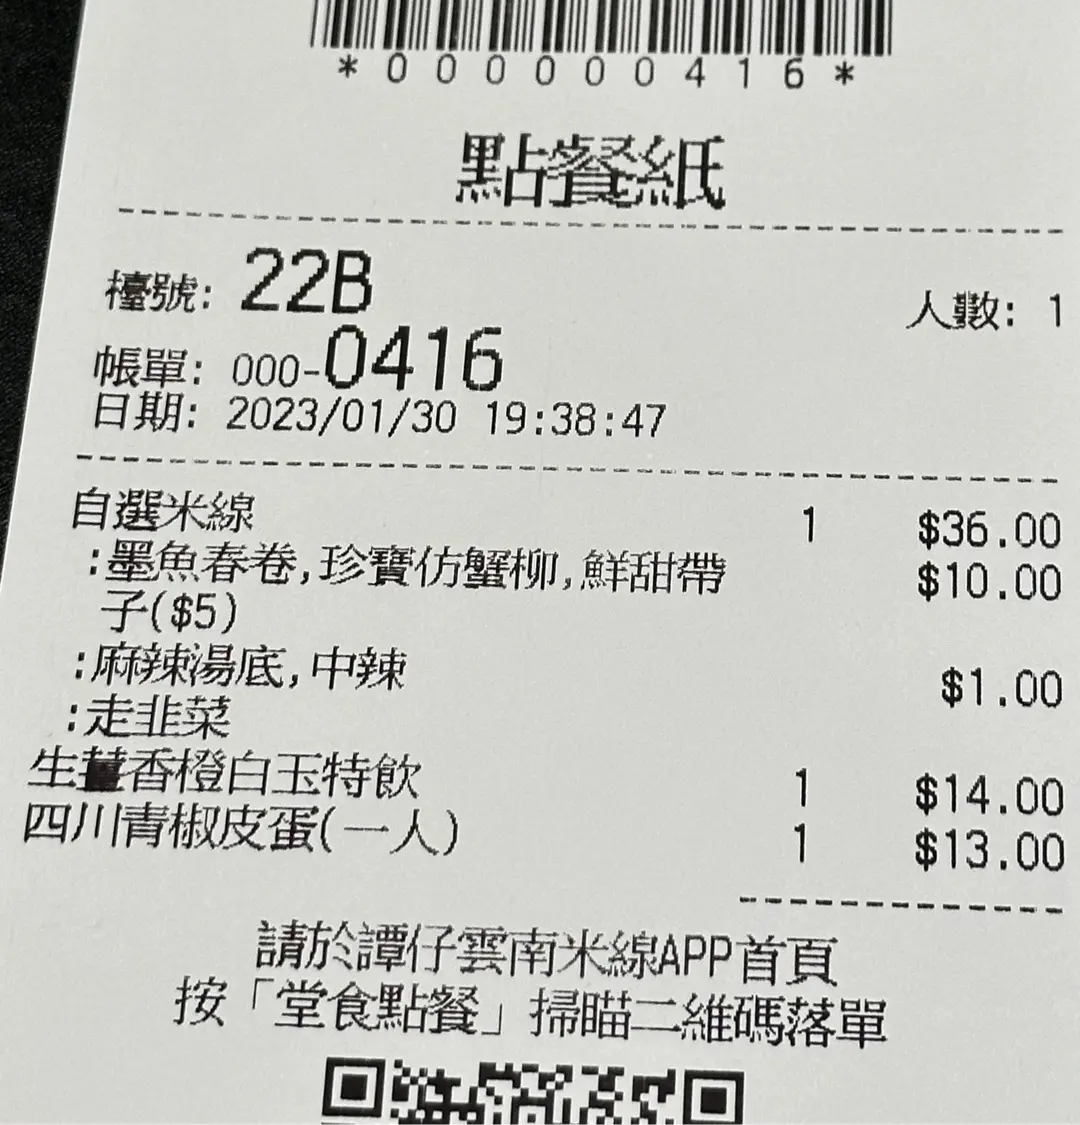 *000000416*
點餐紙
檯號: 22B 人數: 1
帳單: 000-0416
日期: 2023/01/30 19:38:47
自選米線 1 $36.00
:墨魚春卷,珍寶仿蟹柳,鮮甜帶 $10.00
子($5)
:麻辣湯底,中辣 $1.00
:走韭菜
生薑香橙白玉特飲 1 $14.00
四川青椒皮蛋(一人) 1 $13.00
請於譚仔雲南米線APP首頁
按「堂食點餐」掃瞄二維碼落單